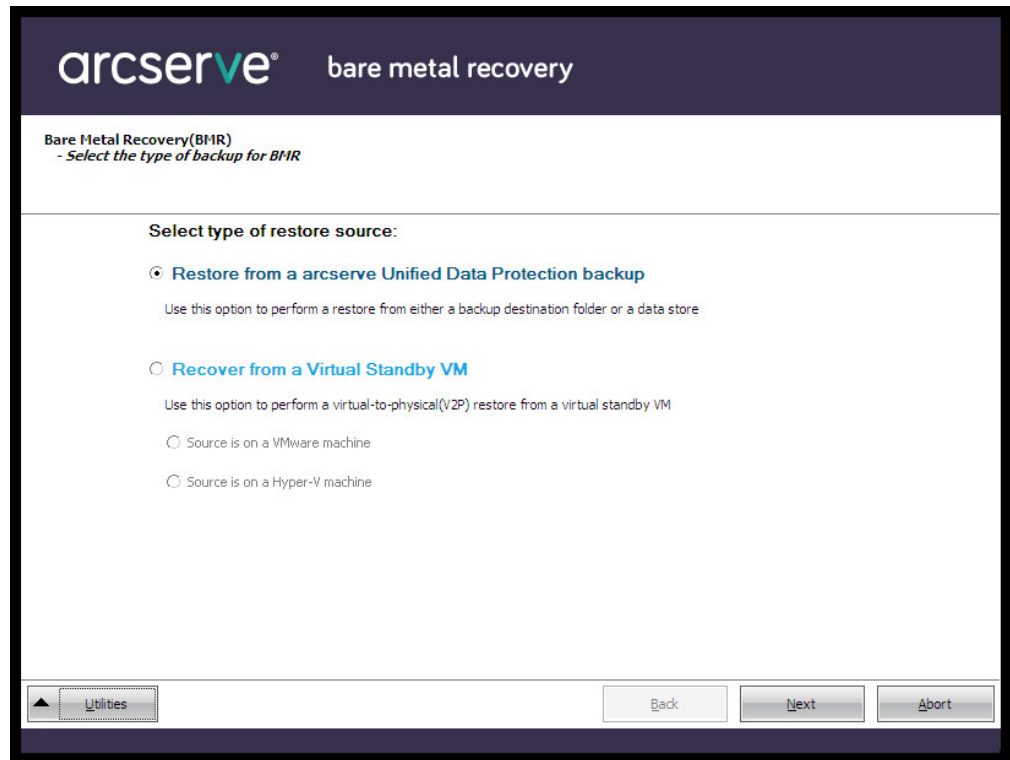 arcserve® bare metal recovery
Bare Metal Recovery(BMR)
- Select the type of backup for BMR
Select type of restore source:
Restore from a arcserve Unified Data Protection backup
Use this option to perform a restore from either a backup destination folder or a data store
Recover from a Virtual Standby VM
Use this option to perform a virtual-to-physical(V2P) restore from a virtual standby VM
Source is on a VMware machine
Source is on a Hyper-V machine
Utilities Back Next Abort